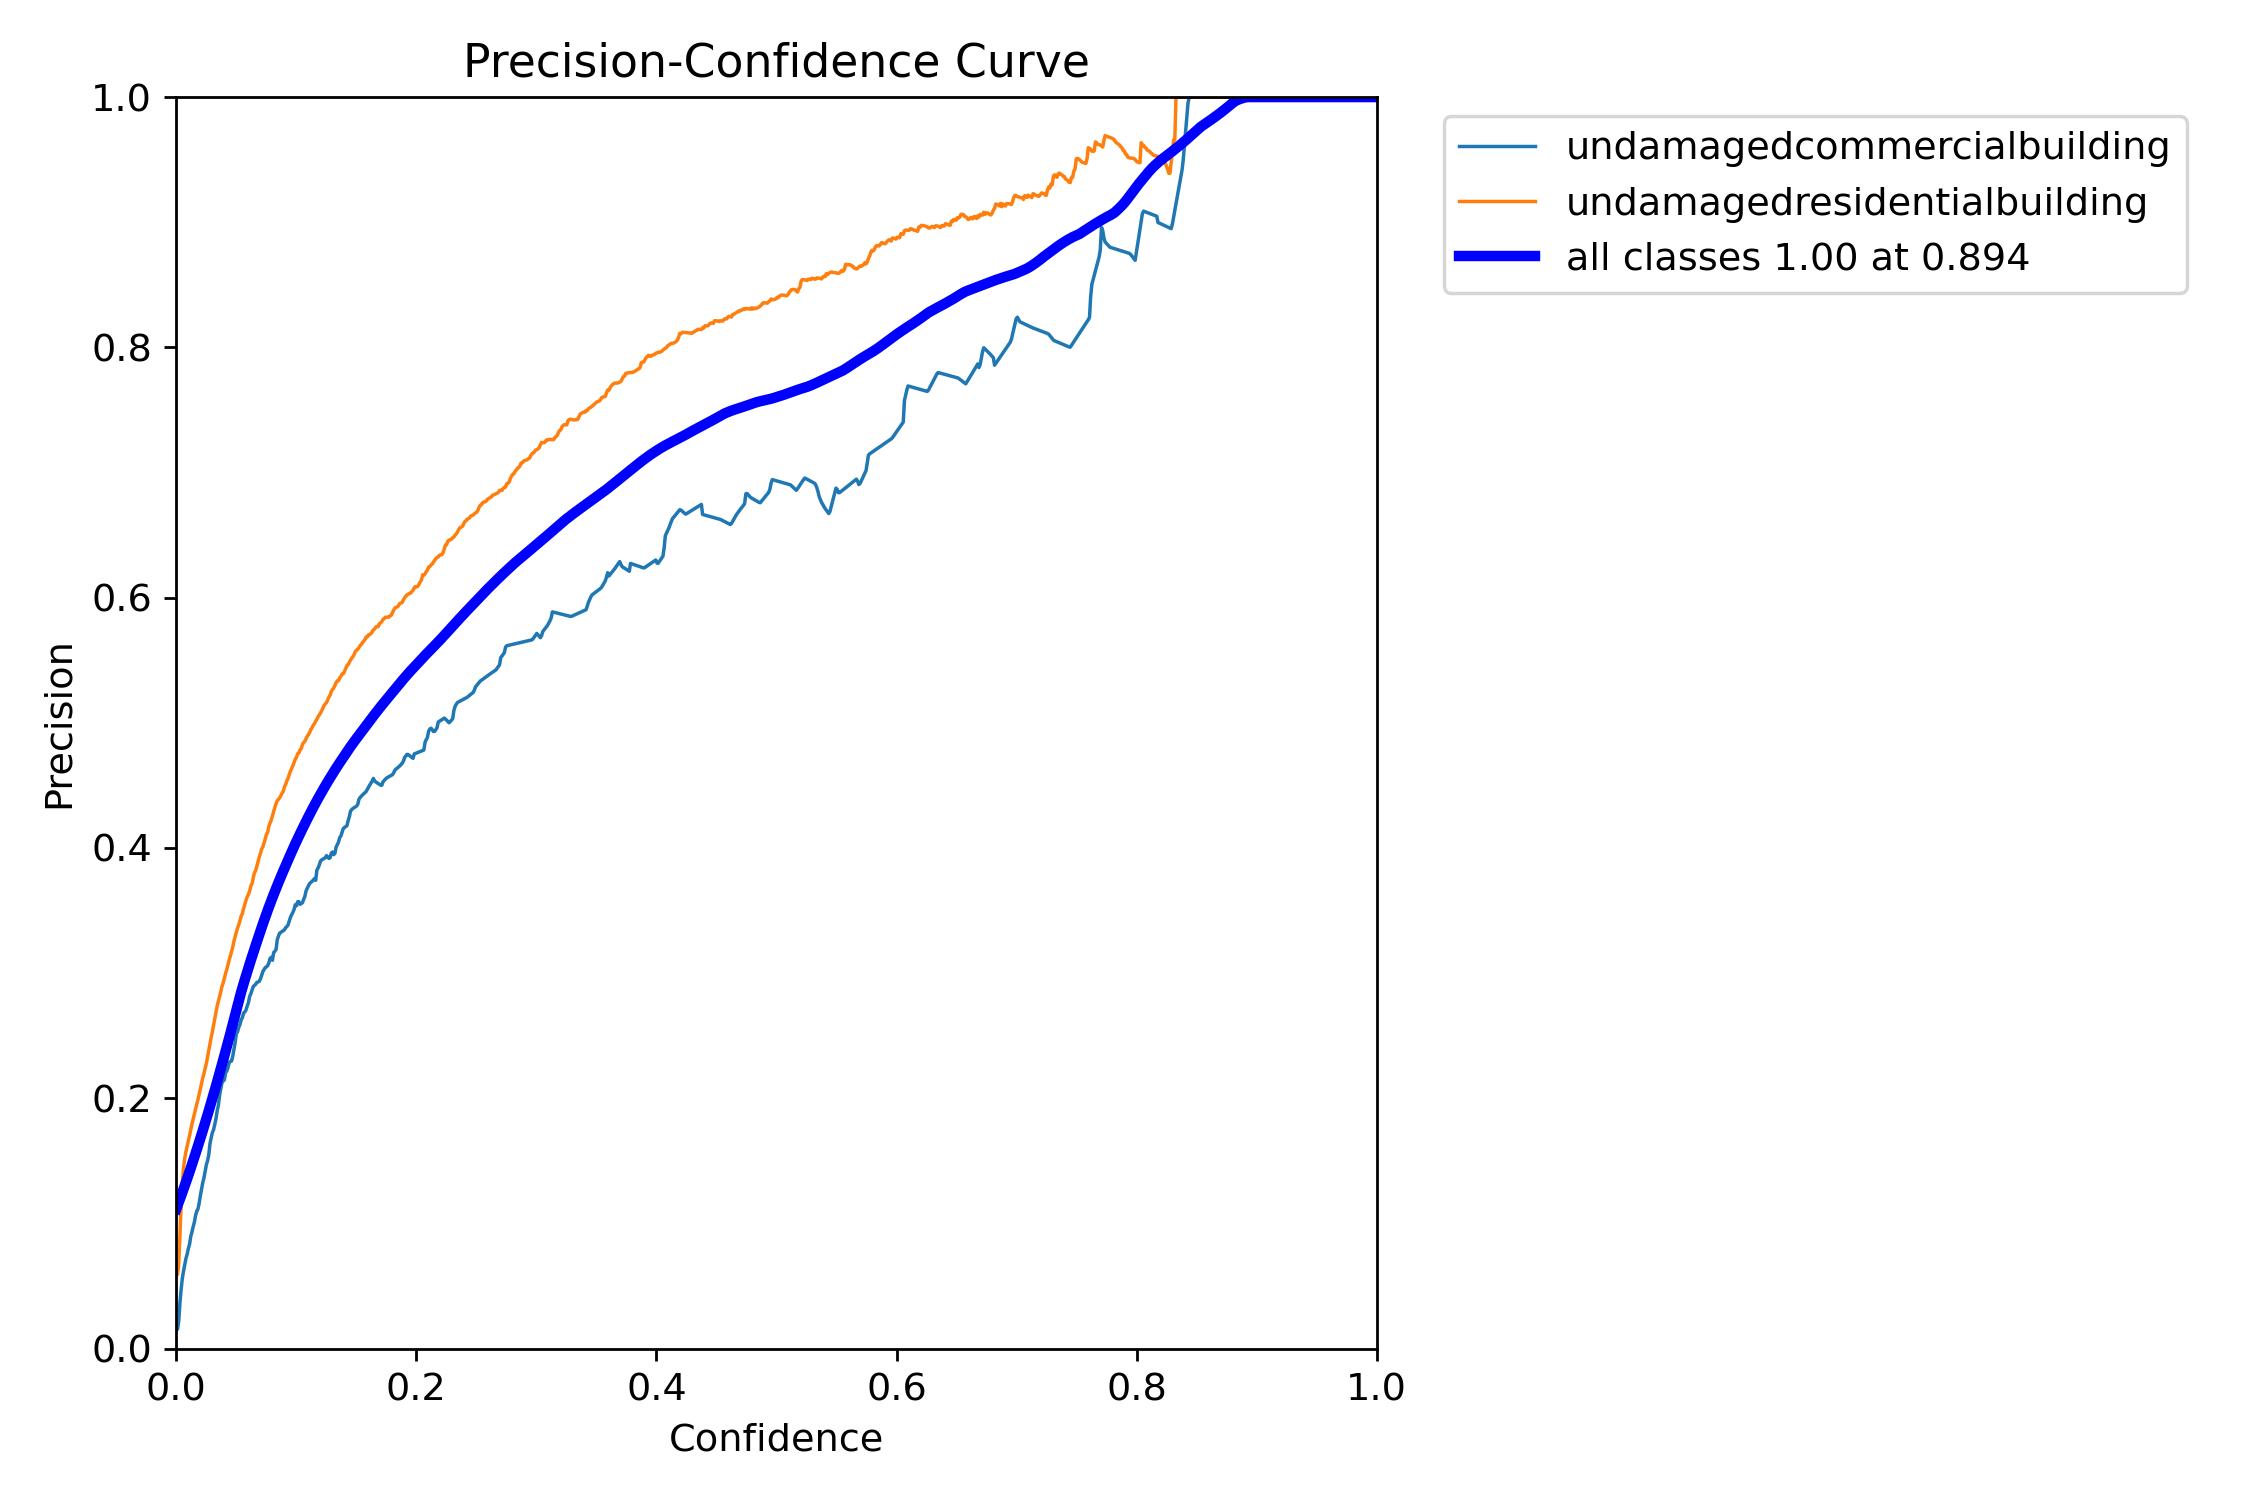 Precision-Confidence Curve
undamagedcommercialbuilding
undamagedresidentialbuilding
all classes 1.00 at 0.894
1.0
0.8
0.6
0.4
0.2
0.0
Precision
0.0 0.2 0.4 0.6 0.8 1.0
Confidence